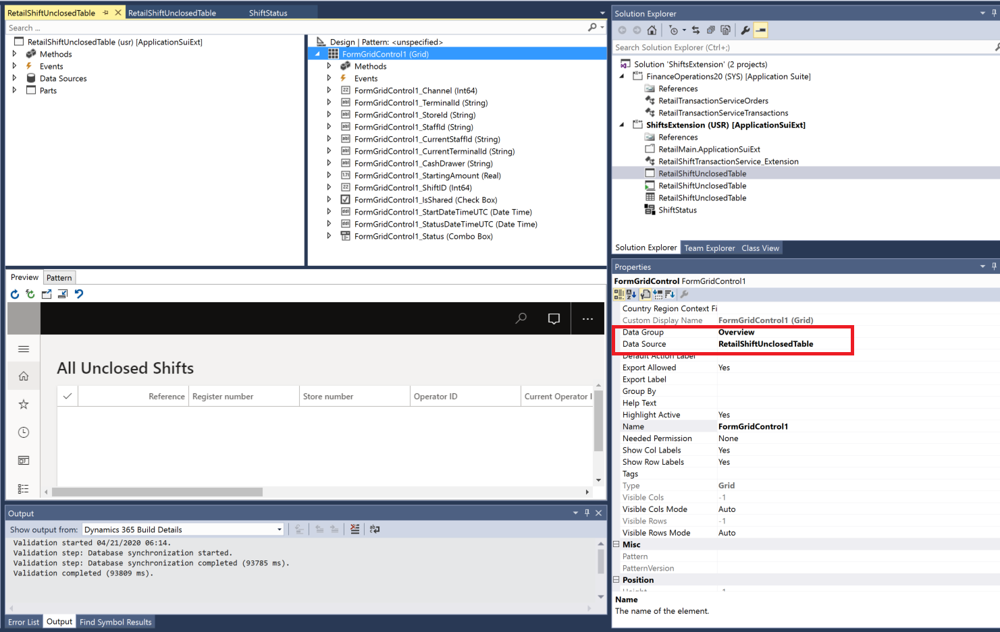 RetailShiftUnclosedTable
RetailShiftUnclosedTable
ShiftStatus
Search ...
RetailShiftUnclosedTable (usr) [ApplicationSuiExt]
Methods
Events
Data Sources
Parts
Design | Pattern: <unspecified>
FormGridControl1 (Grid)
Methods
Events
FormGridControl1_Channel (Int64)
FormGridControl1_TerminalId (String)
FormGridControl1_StoreId (String)
FormGridControl1_StaffId (String)
FormGridControl1_CurrentStaffId (String)
FormGridControl1_CurrentTerminalId (String)
FormGridControl1_CashDrawer (String)
FormGridControl1_StartingAmount (Real)
FormGridControl1_ShiftID (Int64)
FormGridControl1_IsShared (Check Box)
FormGridControl1_StartDateTimeUTC (Date Time)
FormGridControl1_StatusDateTimeUTC (Date Time)
FormGridControl1_Status (Combo Box)
Preview
Pattern
All Unclosed Shifts
Reference
Register number
Store number
Operator ID
Current Operator I
Output
Show output from:
Dynamics 365 Build Details
Validation started 04/21/2020 06:14.
Validation step: Database synchronization started.
Validation step: Database synchronization completed (93785 ms).
Validation completed (93809 ms).
Error List
Output
Find Symbol Results
Solution Explorer
Search Solution Explorer (Ctrl+;)
Solution 'ShiftsExtension' (2 projects)
FinanceOperations20 (SYS) [Application Suite]
References
RetailTransactionServiceOrders
RetailTransactionServiceTransactions
ShiftsExtension (USR) [ApplicationSuiExt]
References
RetailMain.ApplicationSuiExt
RetailShiftTransactionService_Extension
RetailShiftUnclosedTable
RetailShiftUnclosedTable
RetailShiftUnclosedTable
ShiftStatus
Solution Explorer
Team Explorer
Class View
Properties
FormGridControl FormGridControl1
Country Region Context Fi
Custom Display Name FormGridControl1 (Grid)
Data Group Overview
Data Source RetailShiftUnclosedTable
Default Action Label
Export Allowed Yes
Export Label
Group By
Help Text
Highlight Active Yes
Name FormGridControl1
Needed Permission None
Show Col Labels Yes
Show Row Labels Yes
Tags
Type Grid
Visible Cols -1
Visible Cols Mode Auto
Visible Rows -1
Visible Rows Mode Auto
Misc
Pattern
PatternVersion
Position
Height -1
Name
The name of the element.